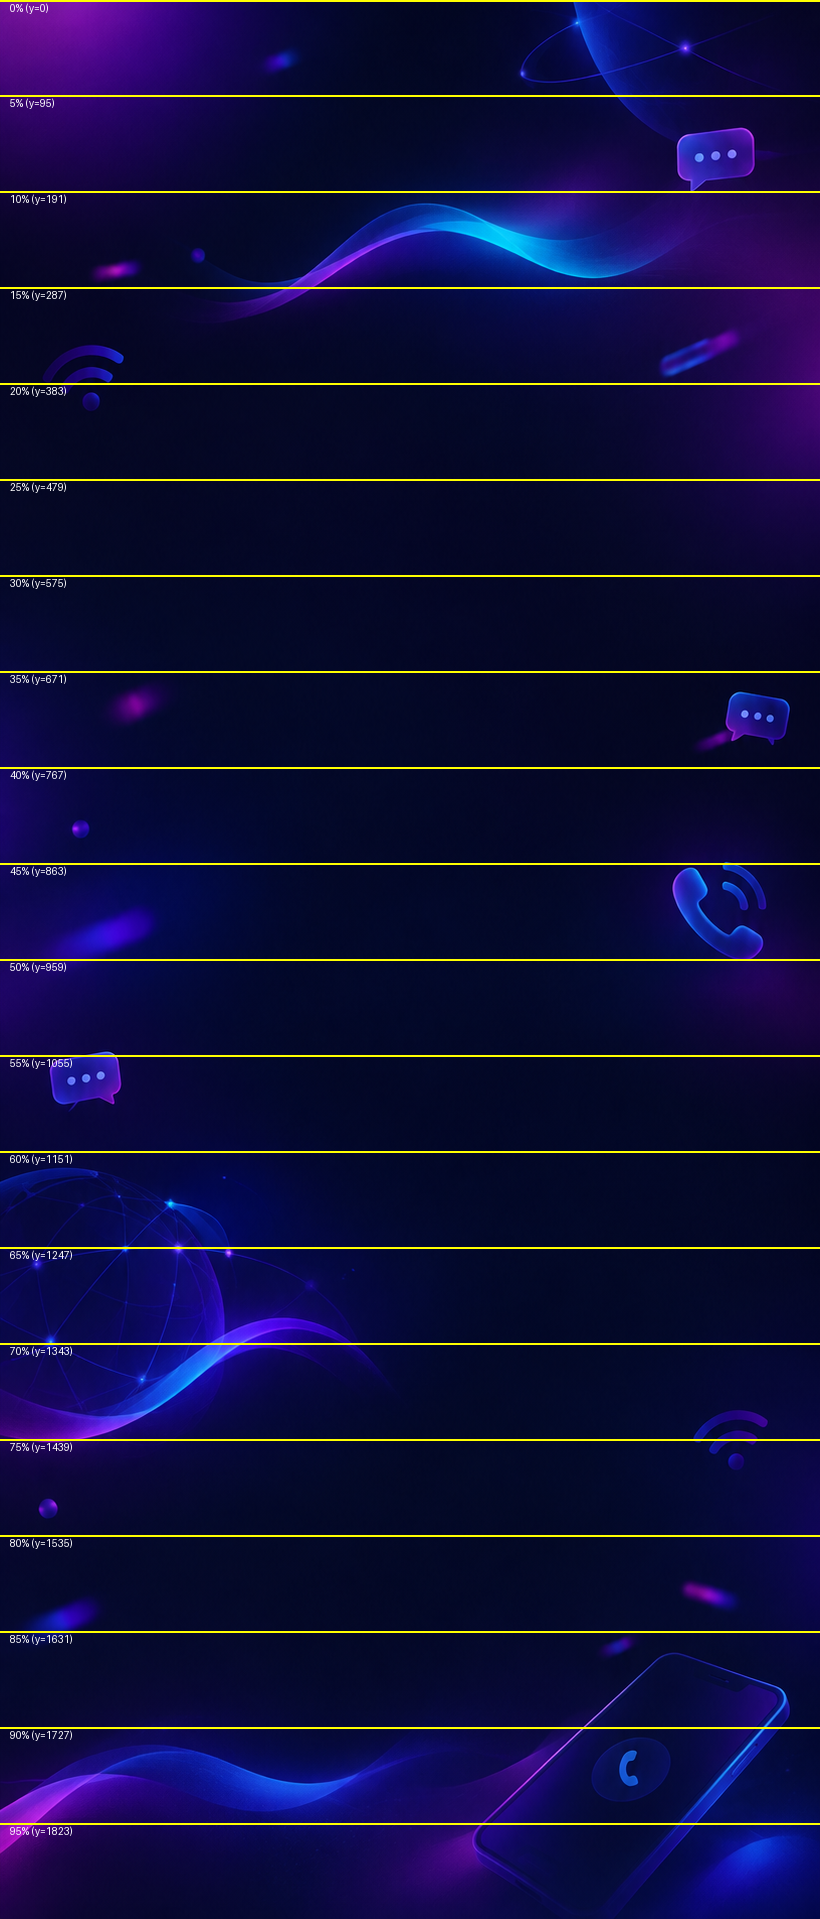 0% (y=0)
5% (y=95)
10% (y=191)
15% (y=287)
20% (y=383)
25% (y=479)
30% (y=575)
35% (y=671)
40% (y=767)
45% (y=863)
50% (y=959)
55% (y=1055)
60% (y=1151)
65% (y=1247)
70% (y=1343)
75% (y=1439)
80% (y=1535)
85% (y=1631)
90% (y=1727)
95% (y=1823)